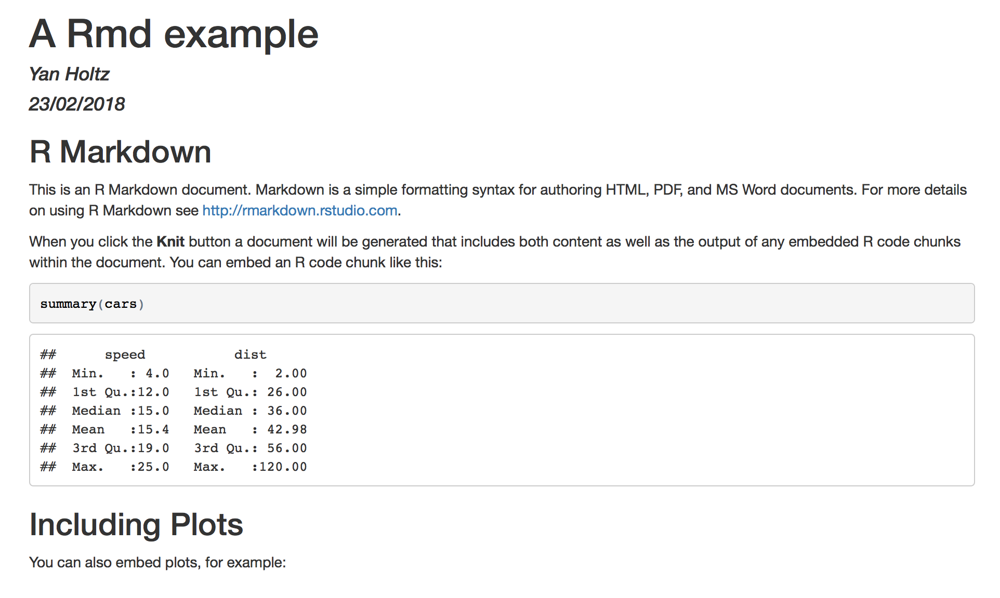 A Rmd example
Yan Holtz
23/02/2018
R Markdown
This is an R Markdown document. Markdown is a simple formatting syntax for authoring HTML, PDF, and MS Word documents. For more details
on using R Markdown see http://rmarkdown.rstudio.com.
When you click the Knit button a document will be generated that includes both content as well as the output of any embedded R code chunks
within the document. You can embed an R code chunk like this:
summary(cars)
##      speed           dist
##  Min.   : 4.0   Min.   :  2.00
##  1st Qu.:12.0   1st Qu.: 26.00
##  Median :15.0   Median : 36.00
##  Mean   :15.4   Mean   : 42.98
##  3rd Qu.:19.0   3rd Qu.: 56.00
##  Max.   :25.0   Max.   :120.00
Including Plots
You can also embed plots, for example: